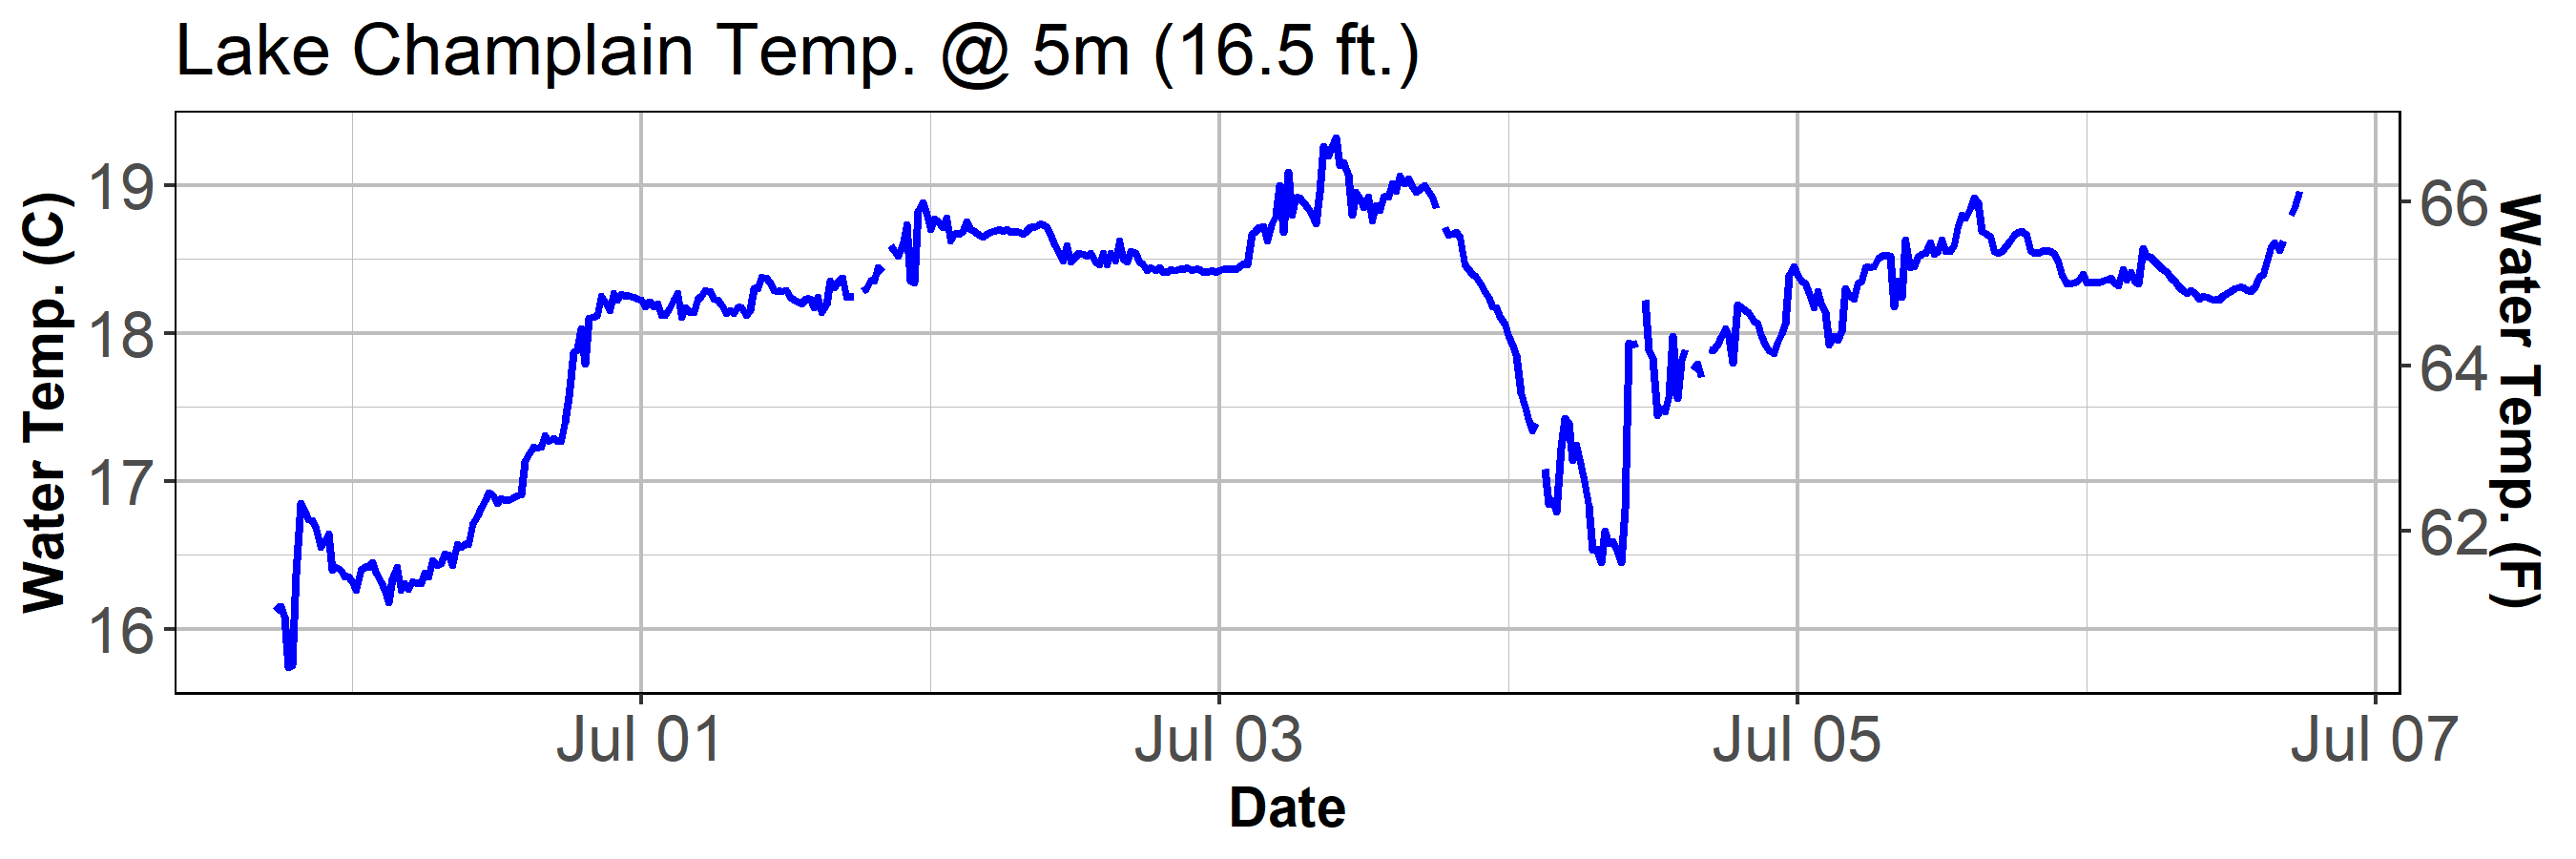 Lake Champlain Temp. @ 5m (16.5 ft.)
Water Temp. (C)
19
18
17
16
66
64
62
Water Temp. (F)
Jul 01 Jul 03 Jul 05 Jul 07
Date